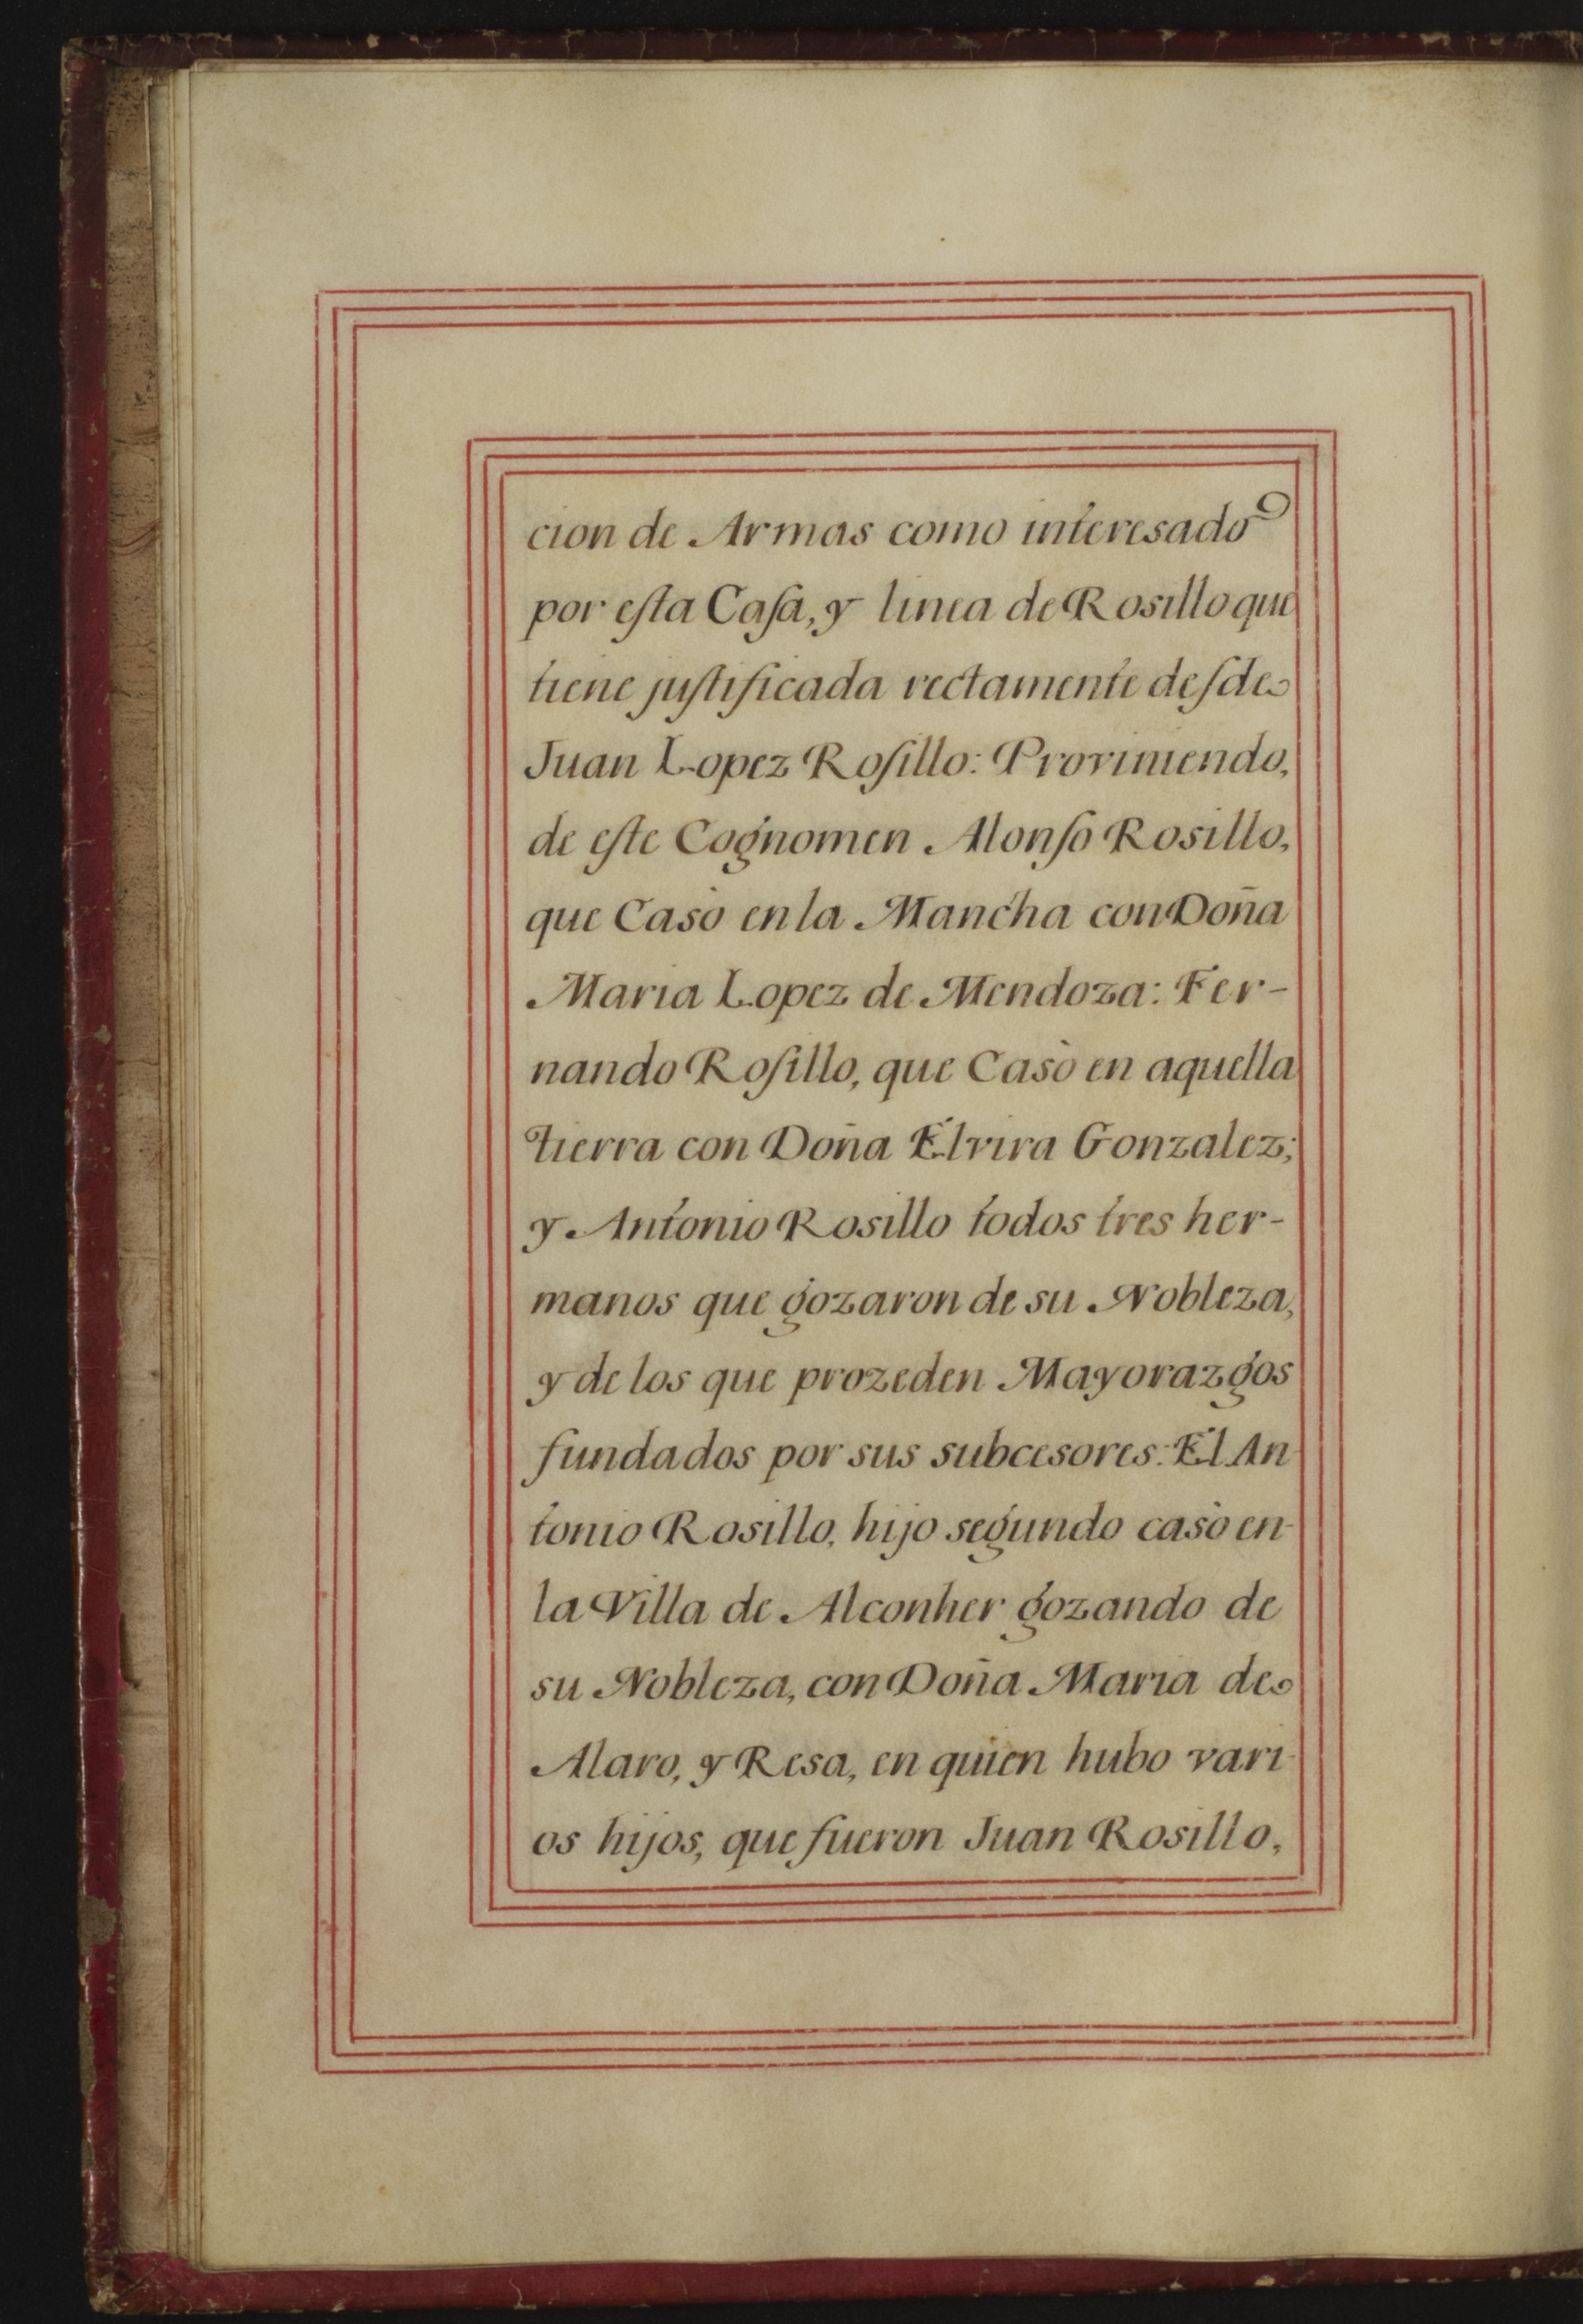 cion de Armas como interesado
por eſta Caſa, y linea de Rosillo que
tiene juſtificada rectamente deſde
Juan Lopez Roſillo: Proviniendo,
de eſte Cognomen Alonſo Rosillo,
que Casò en la Mancha con Doña
Maria Lopez de Mendoza: Fer-
nando Roſillo, que Casò en aquella
tierra con Doña Elvira Gonzalez;
y Antonio Rosillo todos tres her-
manos que gozaron de su Nobleza,
y de los que prozeden Mayorazgos
fundados por sus subcesores: El An
tonio Rosillo, hijo segundo casò en-
la Villa de Alconher gozando de
su Nobleza, con Doña Maria de
Alaro, y Resa, en quien hubo vari-
os hijos, que fueron Juan Rosillo,